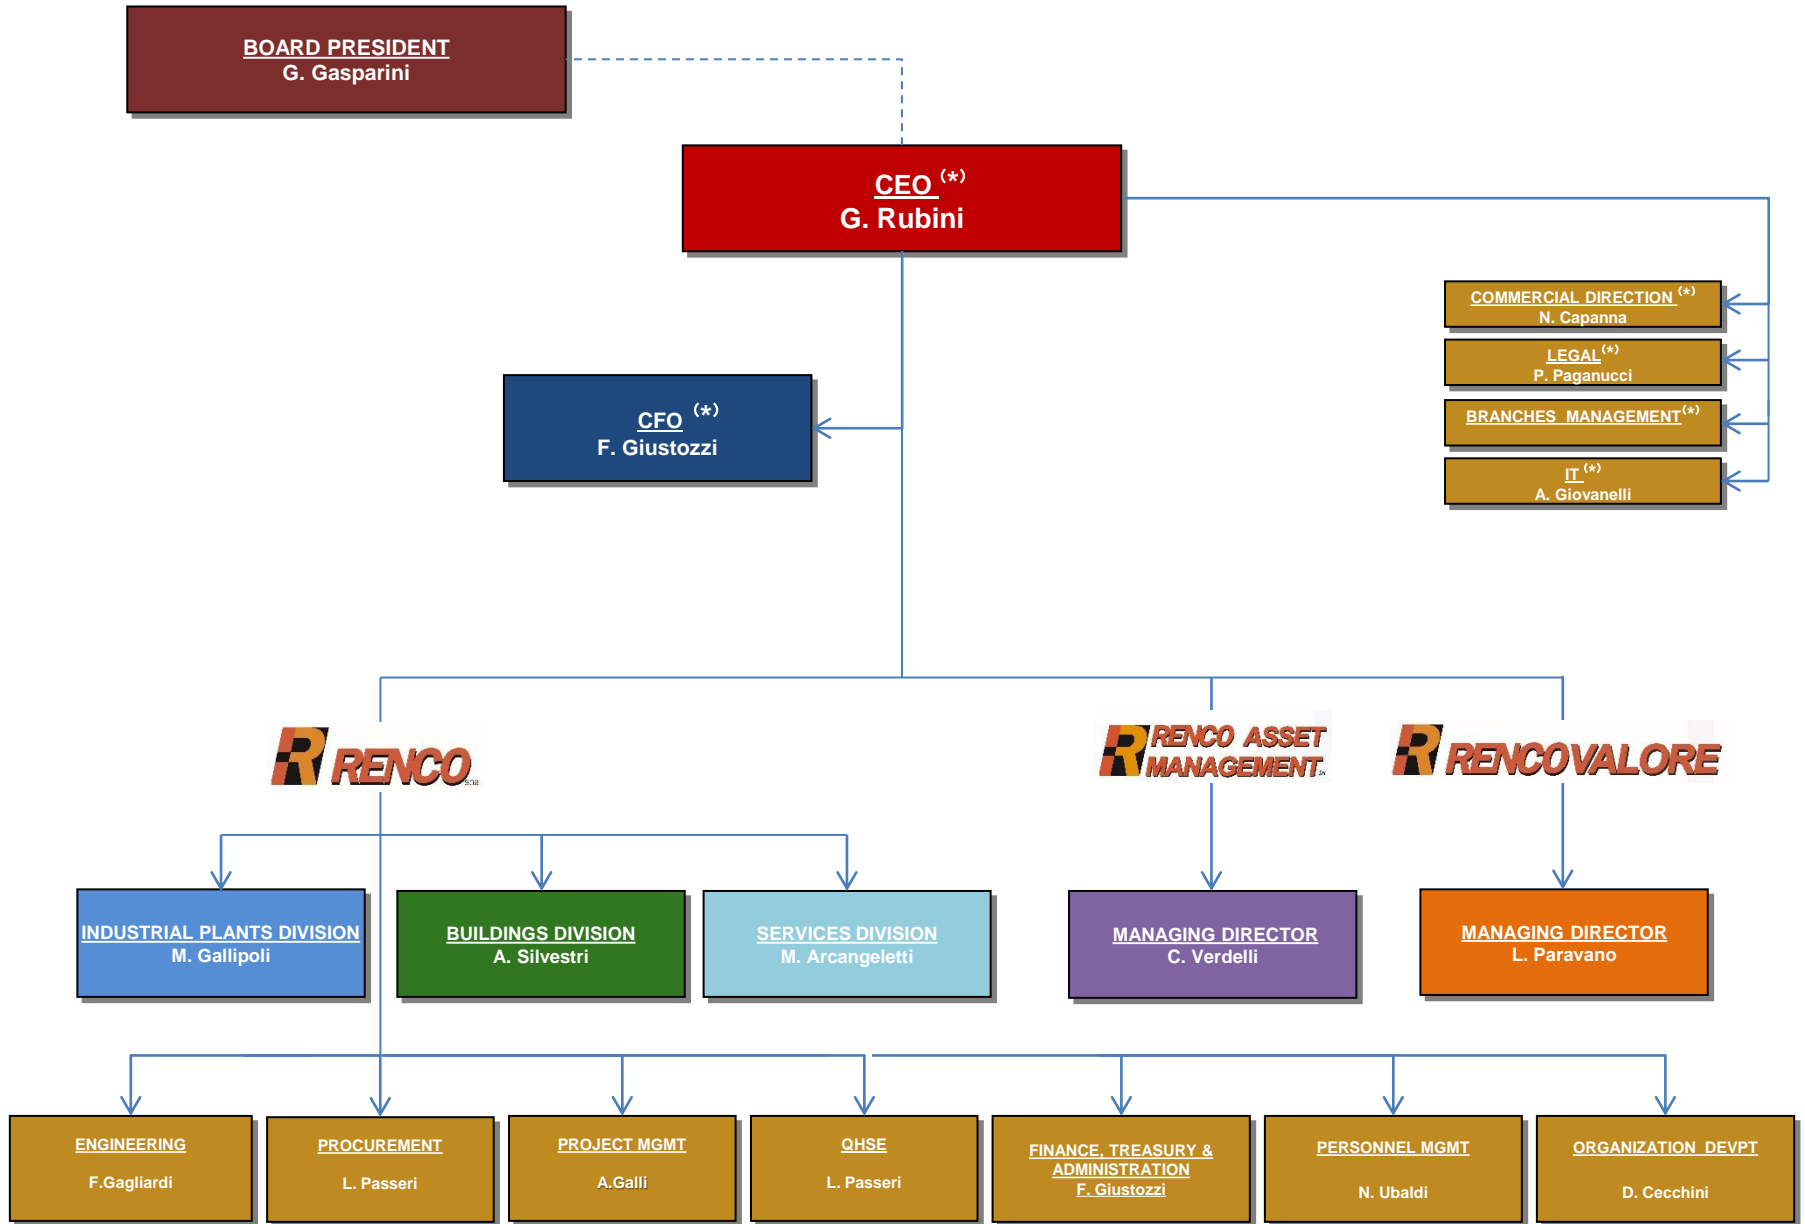 BOARD PRESIDENT
G. Gasparini
CEO (*)
G. Rubini
COMMERCIAL DIRECTION (*)
N. Capanna
LEGAL(*)
P. Paganucci
BRANCHES MANAGEMENT(*)
IT (*)
A. Giovanelli
CFO (*)
F. Giustozzi
RENCO
RENCO ASSET
MANAGEMENT
RENCOVALORE
INDUSTRIAL PLANTS DIVISION
M. Gallipoli
BUILDINGS DIVISION
A. Silvestri
SERVICES DIVISION
M. Arcangeletti
MANAGING DIRECTOR
C. Verdelli
MANAGING DIRECTOR
L. Paravano
ENGINEERING
F.Gagliardi
PROCUREMENT
L. Passeri
PROJECT MGMT
A.Galli
QHSE
L. Passeri
FINANCE, TREASURY &
ADMINISTRATION
F. Giustozzi
PERSONNEL MGMT
N. Ubaldi
ORGANIZATION DEVPT
D. Cecchini